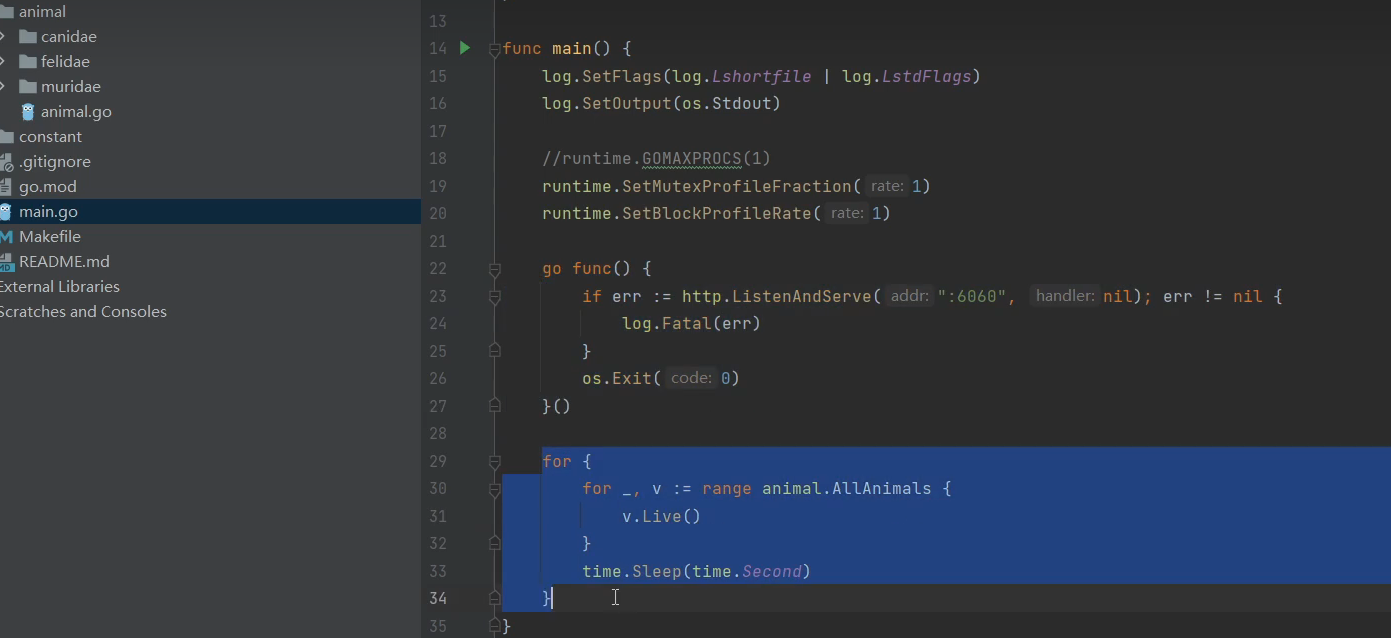 animal
canidae
felidae
muridae
animal.go
constant
.gitignore
go.mod
main.go
Makefile
README.md
External Libraries
Scratches and Consoles
13
14 func main() {
15 log.SetFlags(log.Lshortfile | log.LstdFlags)
16 log.SetOutput(os.Stdout)
17
18 //runtime.GOMAXPROCS(1)
19 runtime.SetMutexProfileFraction( rate: 1)
20 runtime.SetBlockProfileRate( rate: 1)
21
22 go func() {
23 if err := http.ListenAndServe( addr: ":6060", handler: nil); err != nil {
24 log.Fatal(err)
25 }
26 os.Exit( code: 0)
27 }()
28
29 for {
30 for _, v := range animal.AllAnimals {
31 v.Live()
32 }
33 time.Sleep(time.Second)
34 }
35 }